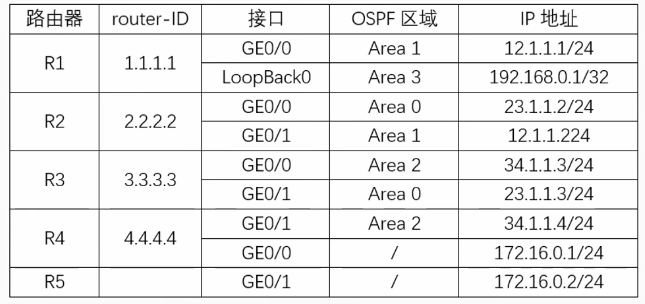 路由器 router-ID 接口 OSPF 区域 IP 地址
R1 1.1.1.1 GE0/0 Area 1 12.1.1.1/24
LoopBack0 Area 3 192.168.0.1/32
R2 2.2.2.2 GE0/0 Area 0 23.1.1.2/24
GE0/1 Area 1 12.1.1.224
R3 3.3.3.3 GE0/0 Area 2 34.1.1.3/24
GE0/1 Area 0 23.1.1.3/24
R4 4.4.4.4 GE0/1 Area 2 34.1.1.4/24
GE0/0 / 172.16.0.1/24
R5 GE0/1 / 172.16.0.2/24